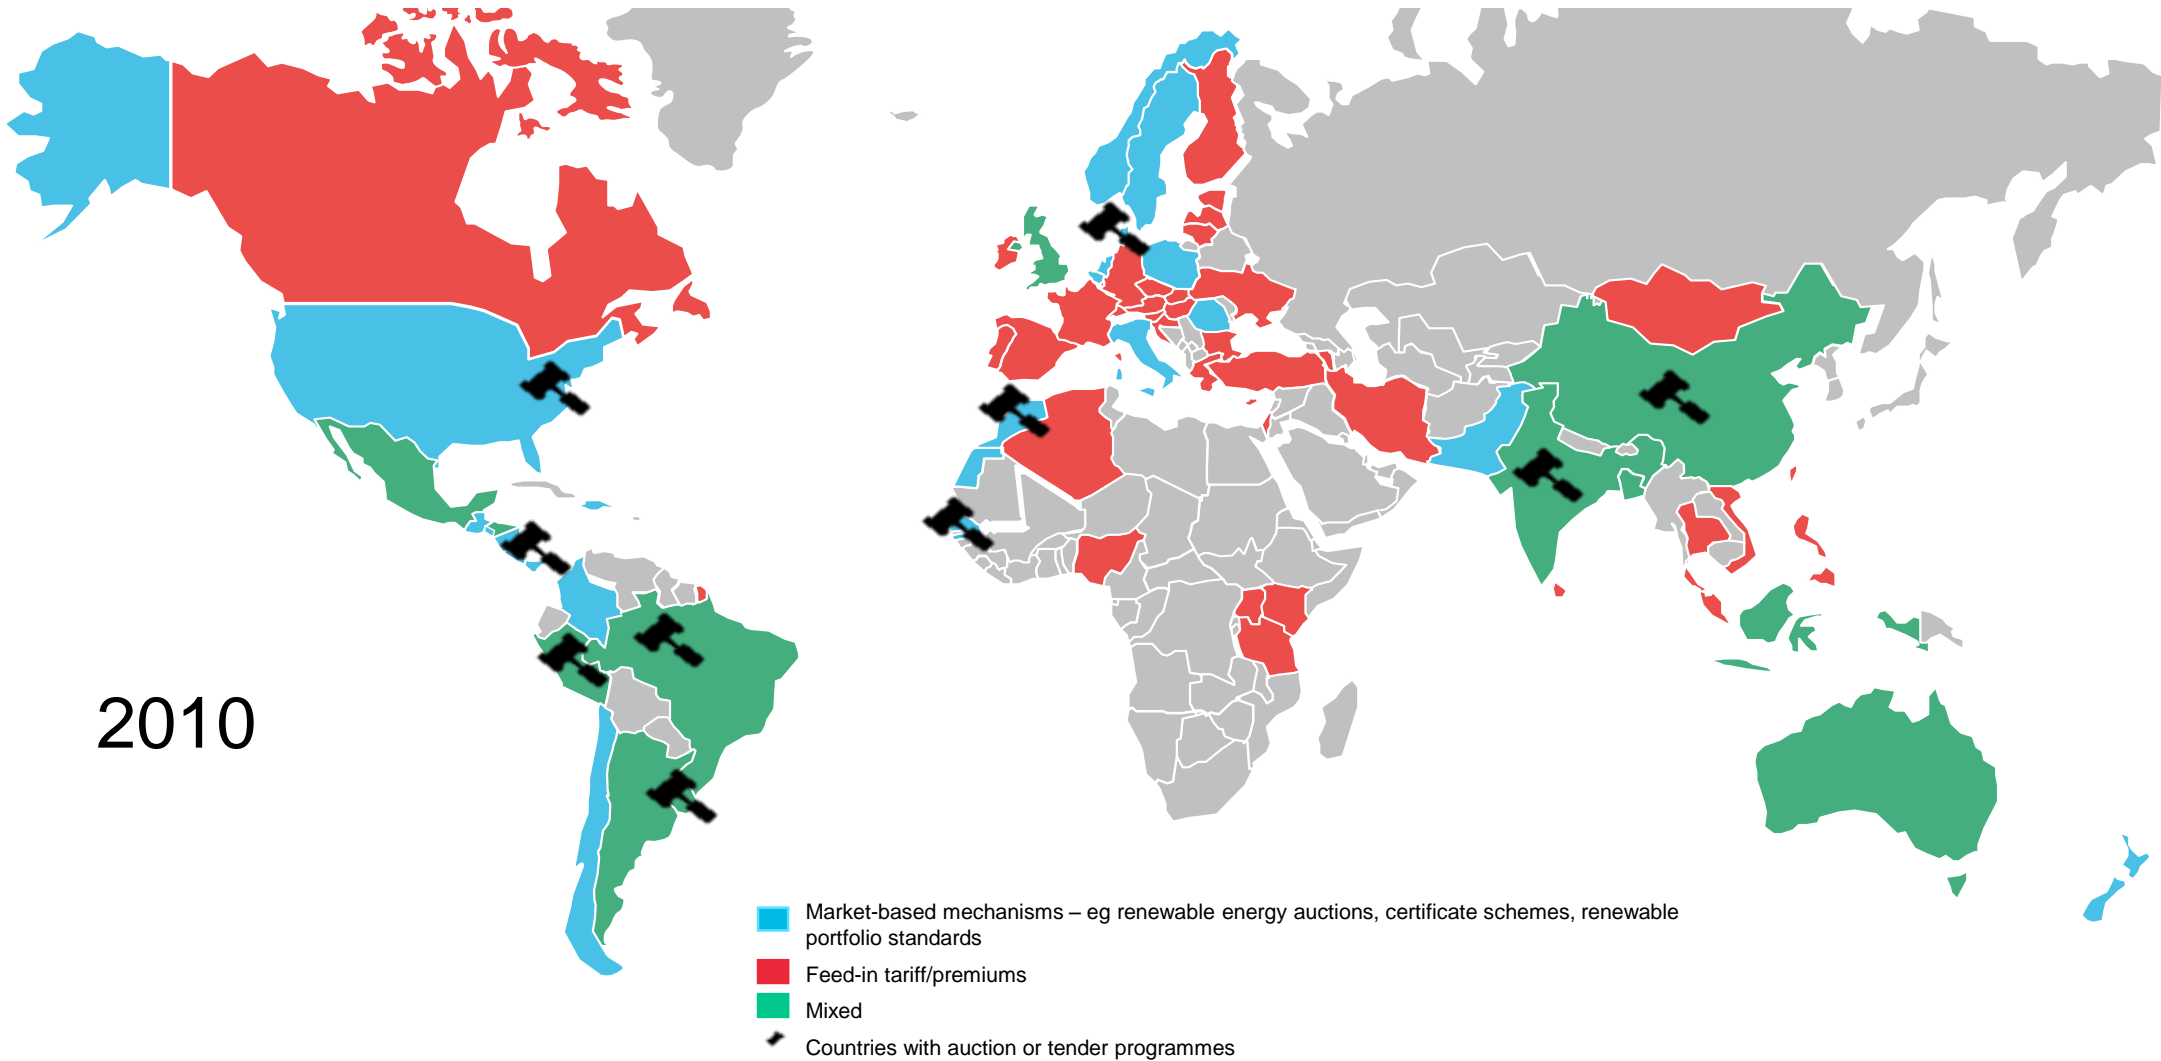 2010
Market-based mechanisms – eg renewable energy auctions, certificate schemes, renewable
portfolio standards
Feed-in tariff/premiums
Mixed
Countries with auction or tender programmes